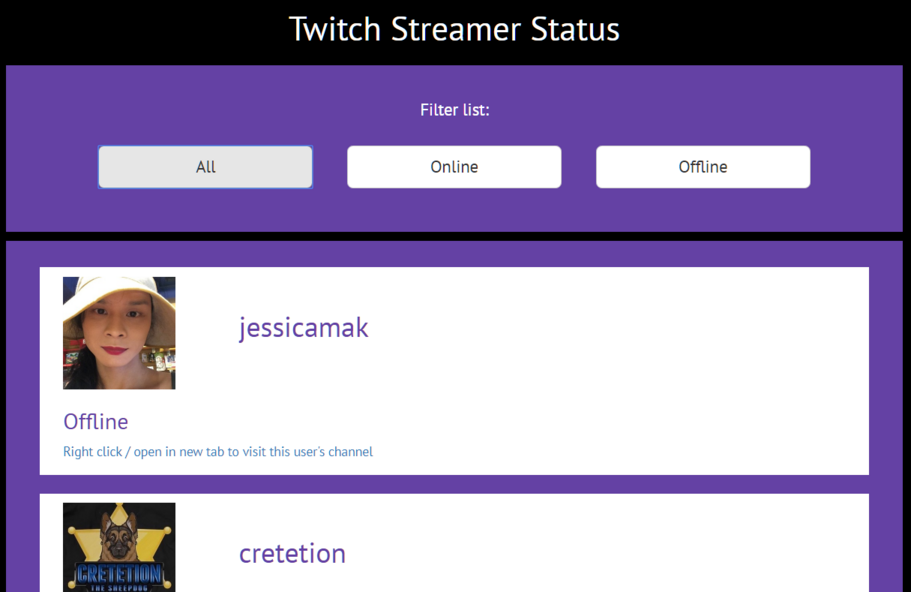 Twitch Streamer Status
Filter list:
All
Online
Offline
jessicamak
Offline
Right click / open in new tab to visit this user's channel
cretetion
CRETETION
THE SHEEPDOG